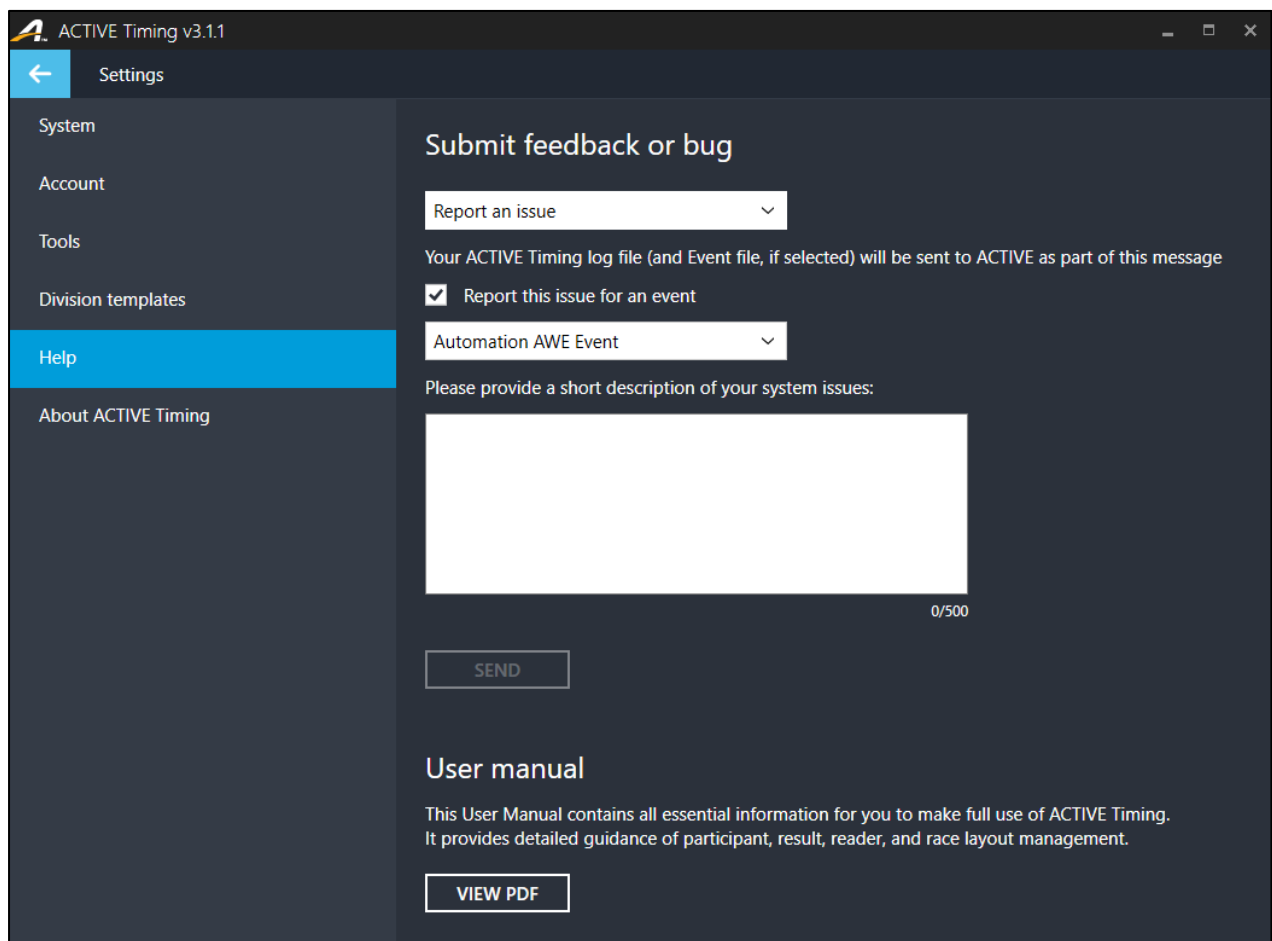 ACTIVE Timing v3.1.1
Settings
System
Account
Tools
Division templates
Help
About ACTIVE Timing
Submit feedback or bug
Report an issue
Your ACTIVE Timing log file (and Event file, if selected) will be sent to ACTIVE as part of this message
Report this issue for an event
Automation AWE Event
Please provide a short description of your system issues:
0/500
SEND
User manual
This User Manual contains all essential information for you to make full use of ACTIVE Timing.
It provides detailed guidance of participant, result, reader, and race layout management.
VIEW PDF